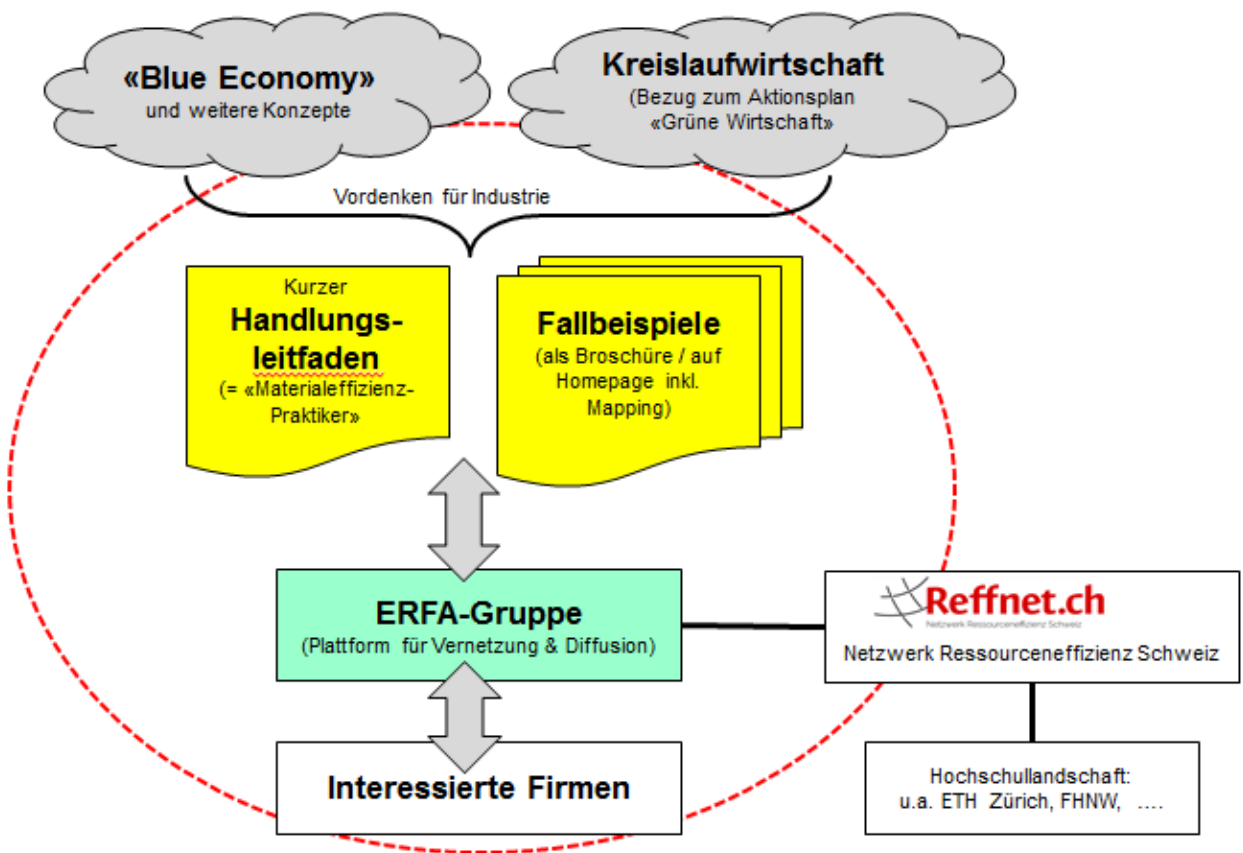 «Blue Economy»
und weitere Konzepte
Kreislaufwirtschaft
(Bezug zum Aktionsplan
«Grüne Wirtschaft»
Vordenken für Industrie
Kurzer
Handlungs-
leitfaden
(= «Materialeffizienz-
Praktiker»
Fallbeispiele
(als Broschüre / auf
Homepage inkl.
Mapping)
ERFA-Gruppe
(Plattform für Vernetzung & Diffusion)
Reffnet.ch
Netzwerk Ressourceneffizienz Schweiz
Netzwerk Ressourceneffizienz Schweiz
Interessierte Firmen
Hochschullandschaft:
u.a. ETH Zürich, FHNW, ....